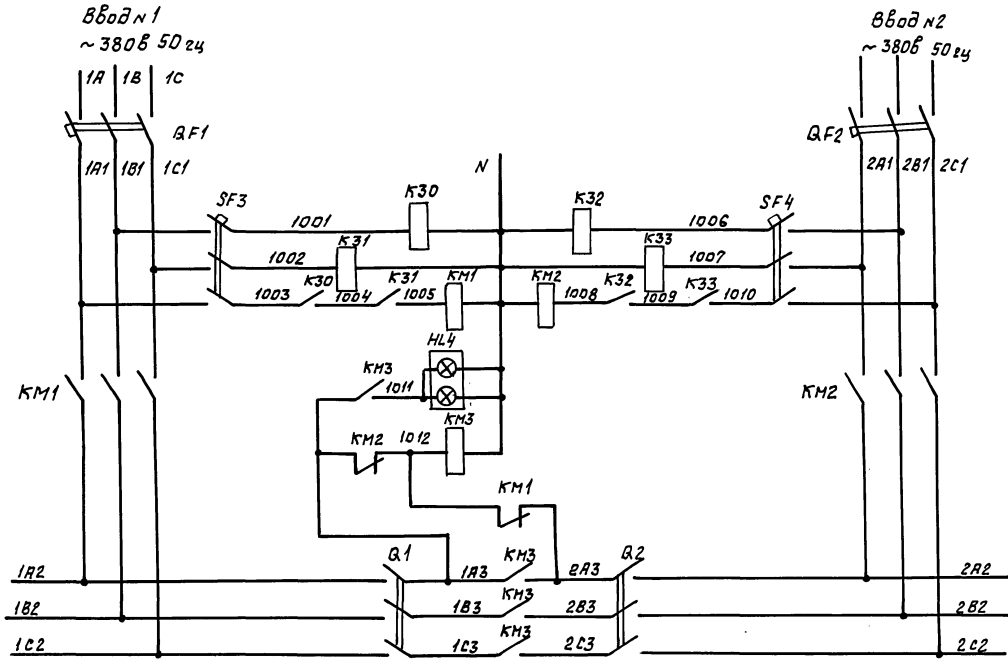 Ввод N1
~ 380в 50гц
1A 1B 1C
QF1
1A1 1B1 1C1
Ввод N2
~ 380в 50гц
QF2
2A1 2B1 2C1
N
SF3 1001 K30 K32 1006 SF4
1002 K31 K33 1007
1003 K30 1004 K31 1005 KM1 KM2 1008 K32 1009 K33 1010
HL4
KM3 1011
KM1
KM2
KM2 1012 KM3
KM1
1A2 Q1 1A3 KM3 2A3 Q2 2A2
1B2 1B3 KM3 2B3 2B2
1C2 1C3 KM3 2C3 2C2